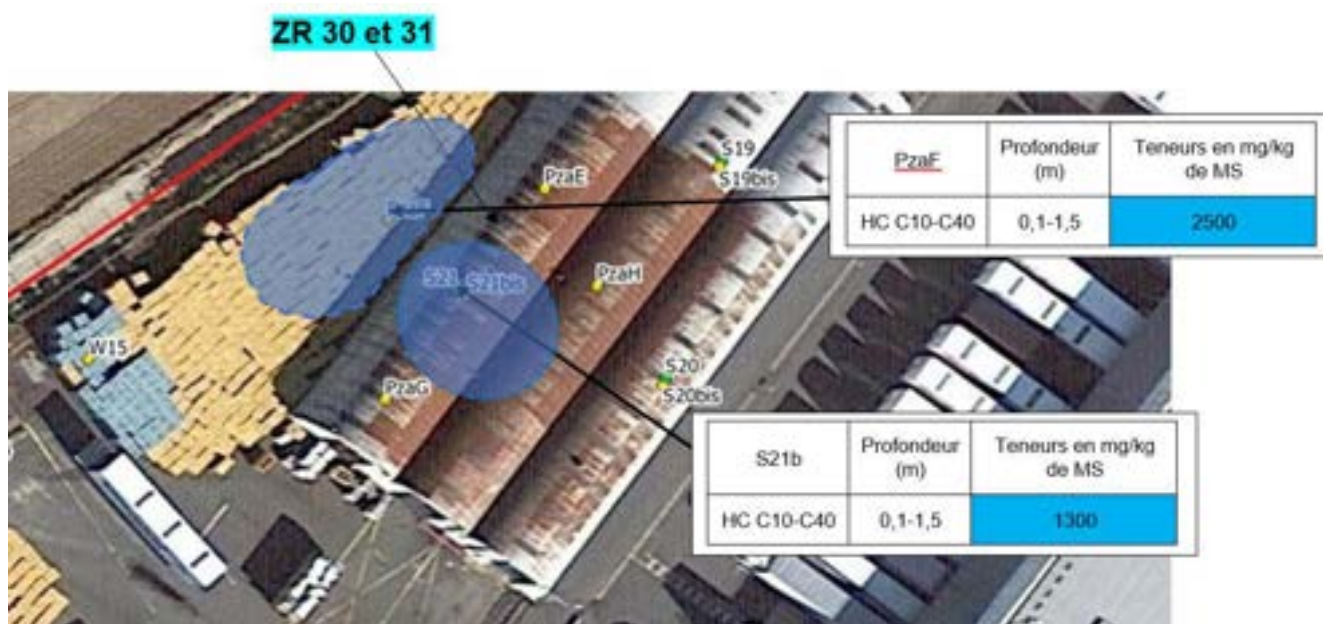 ZR 30 et 31
PzaF
Profondeur
(m)
Teneurs en mg/kg
de MS
HC C10-C40
0,1-1,5
2500
S19
S19bis
PzaE
S21
S21bis
PzaH
W15
PzaG
S20
S20bis
S21b
Profondeur
(m)
Teneurs en mg/kg
de MS
HC C10-C40
0,1-1,5
1300